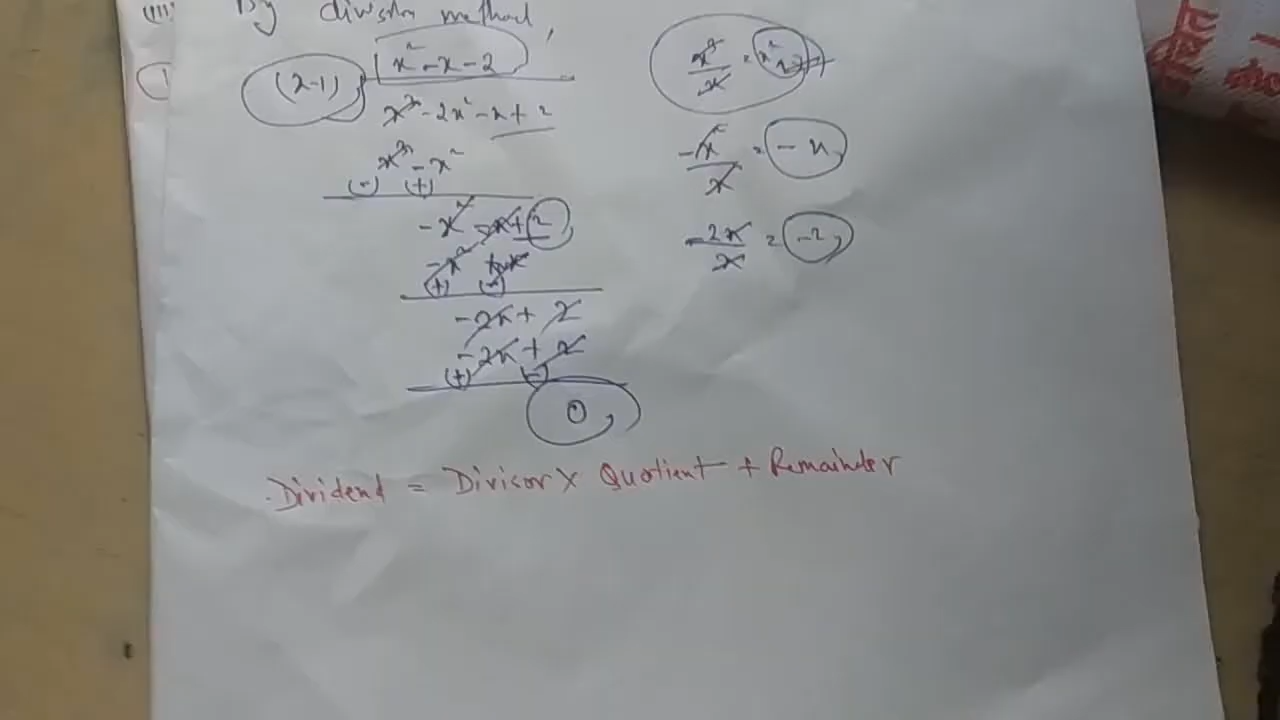 (iii) By division method,
(x-1) x² - x - 2
x³ - 2x² - x + 2
x³ - x²
(-) (+)
-x² - x + 2
-x² + x
(+) (-)
-2x + 2
-2x + 2
(+) (-)
0,
x³/x = x²
-x²/x = -x,
-2x/x = -2,
Dividend = Divisor X Quotient + Remainder